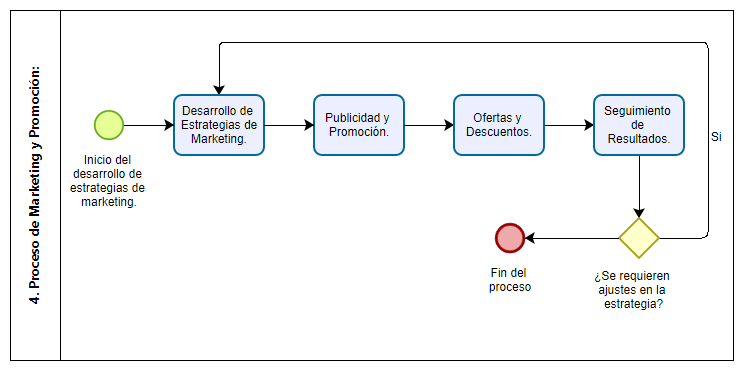 4. Proceso de Marketing y Promoción:
Inicio del
desarrollo de
estrategias de
marketing.
Desarrollo de
Estrategias de
Marketing.
Publicidad y
Promoción.
Ofertas y
Descuentos.
Seguimiento
de
Resultados.
Si
¿Se requieren
ajustes en la
estrategia?
Fin del
proceso